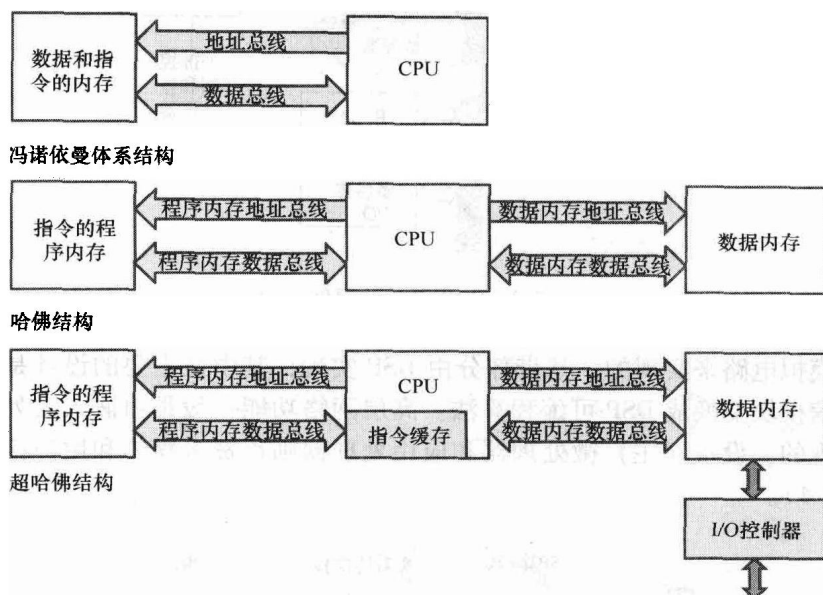 数据和指
令的内存
地址总线
数据总线
CPU
冯诺依曼体系结构
指令的程
序内存
程序内存地址总线
程序内存数据总线
CPU
数据内存地址总线
数据内存数据总线
数据内存
哈佛结构
指令的程
序内存
程序内存地址总线
程序内存数据总线
CPU
指令缓存
数据内存地址总线
数据内存数据总线
数据内存
超哈佛结构
I/O控制器